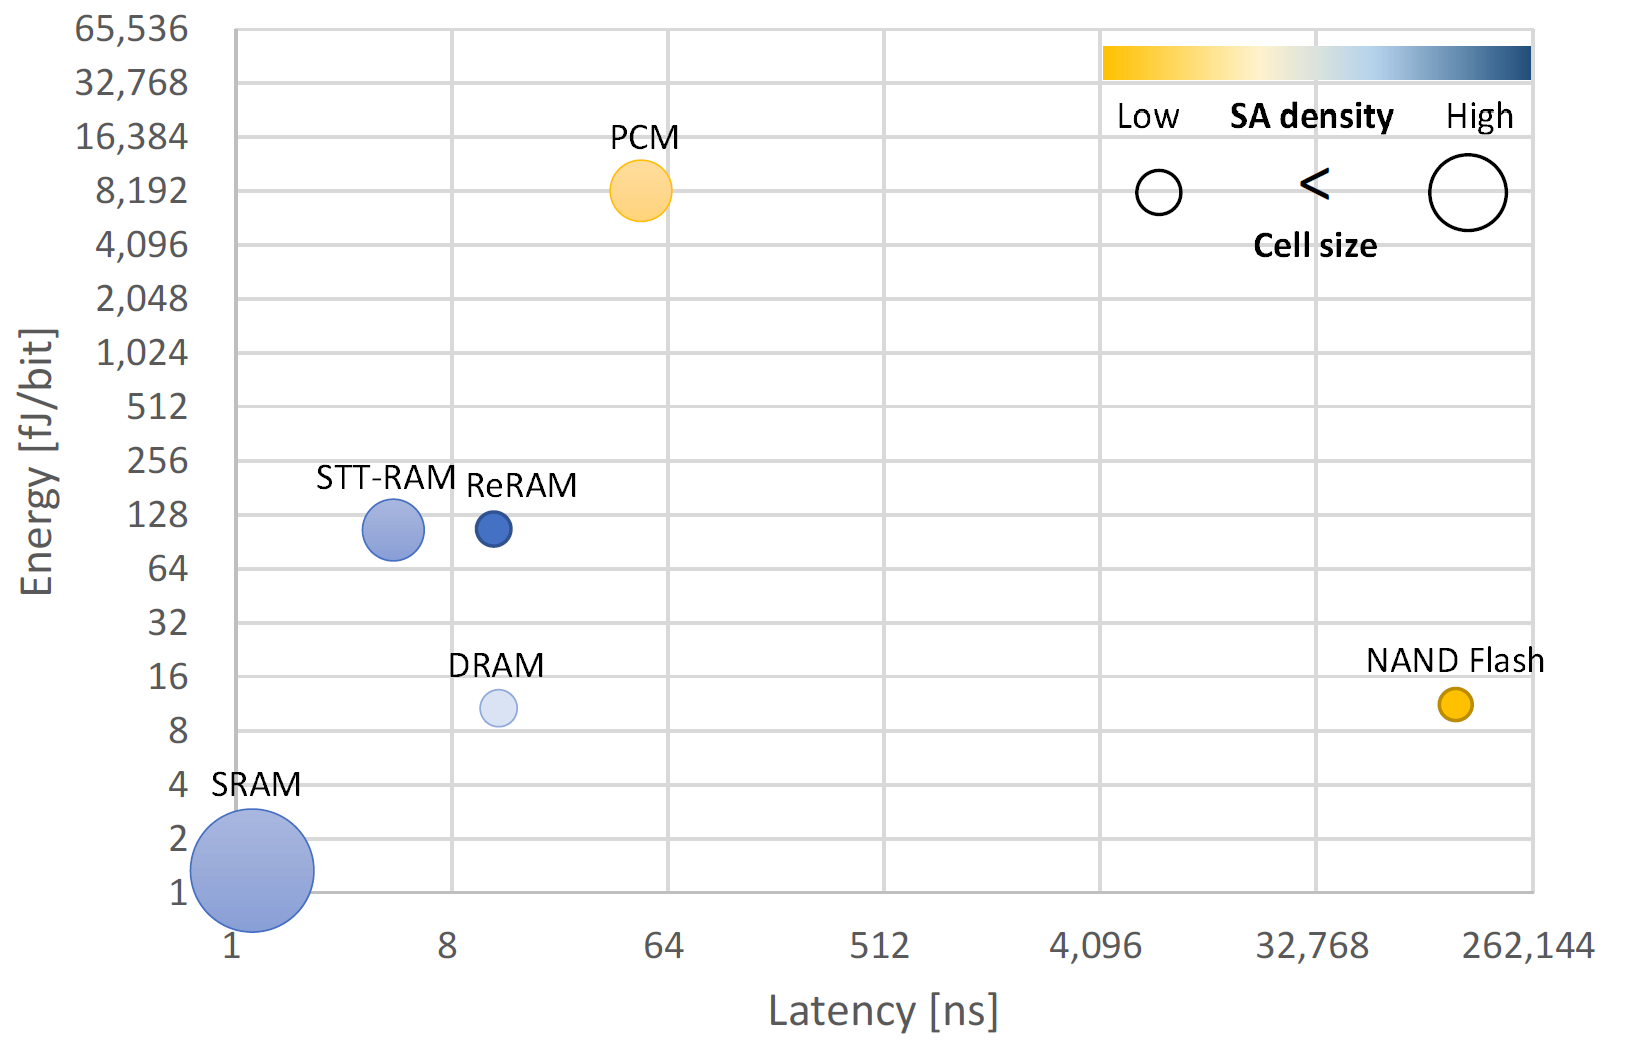 65,536
32,768
16,384
8,192
4,096
2,048
1,024
512
256
128
64
32
16
8
4
2
1
Energy [fJ/bit]
Low SA density High
<
Cell size
PCM
STT-RAM ReRAM
DRAM
NAND Flash
SRAM
1 8 64 512 4,096 32,768 262,144
Latency [ns]